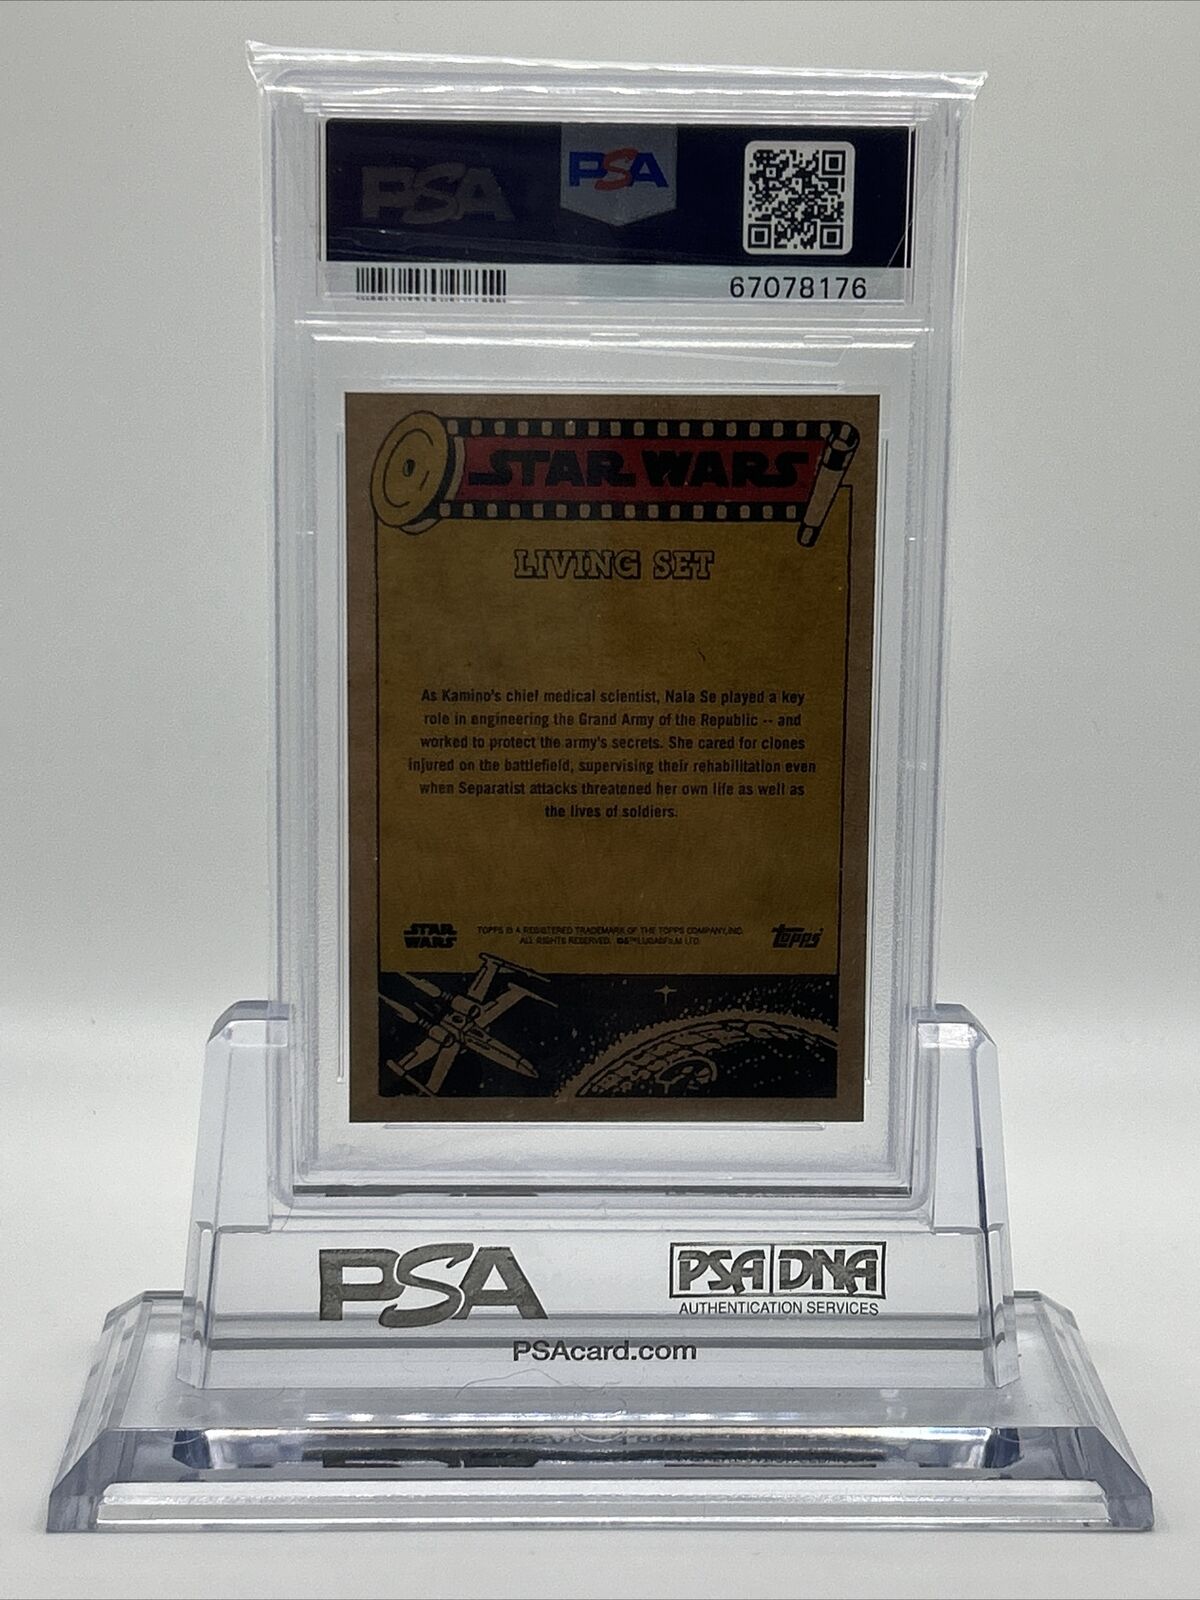 PSA
PSA
67078176
STAR WARS
LIVING SET
As Kamino's chief medical scientist, Nala Se played a key
role in engineering the Grand Army of the Republic -- and
worked to protect the army's secrets. She cared for clones
injured on the battlefield, supervising their rehabilitation even
when Separatist attacks threatened her own life as well as
the lives of soldiers.
STAR
WARS
TOPPS IS A REGISTERED TRADEMARK OF THE TOPPS COMPANY, INC.
ALL RIGHTS RESERVED. © & ™ LUCASFILM LTD.
Topps
PSA
PSA DNA
AUTHENTICATION SERVICES
PSAcard.com